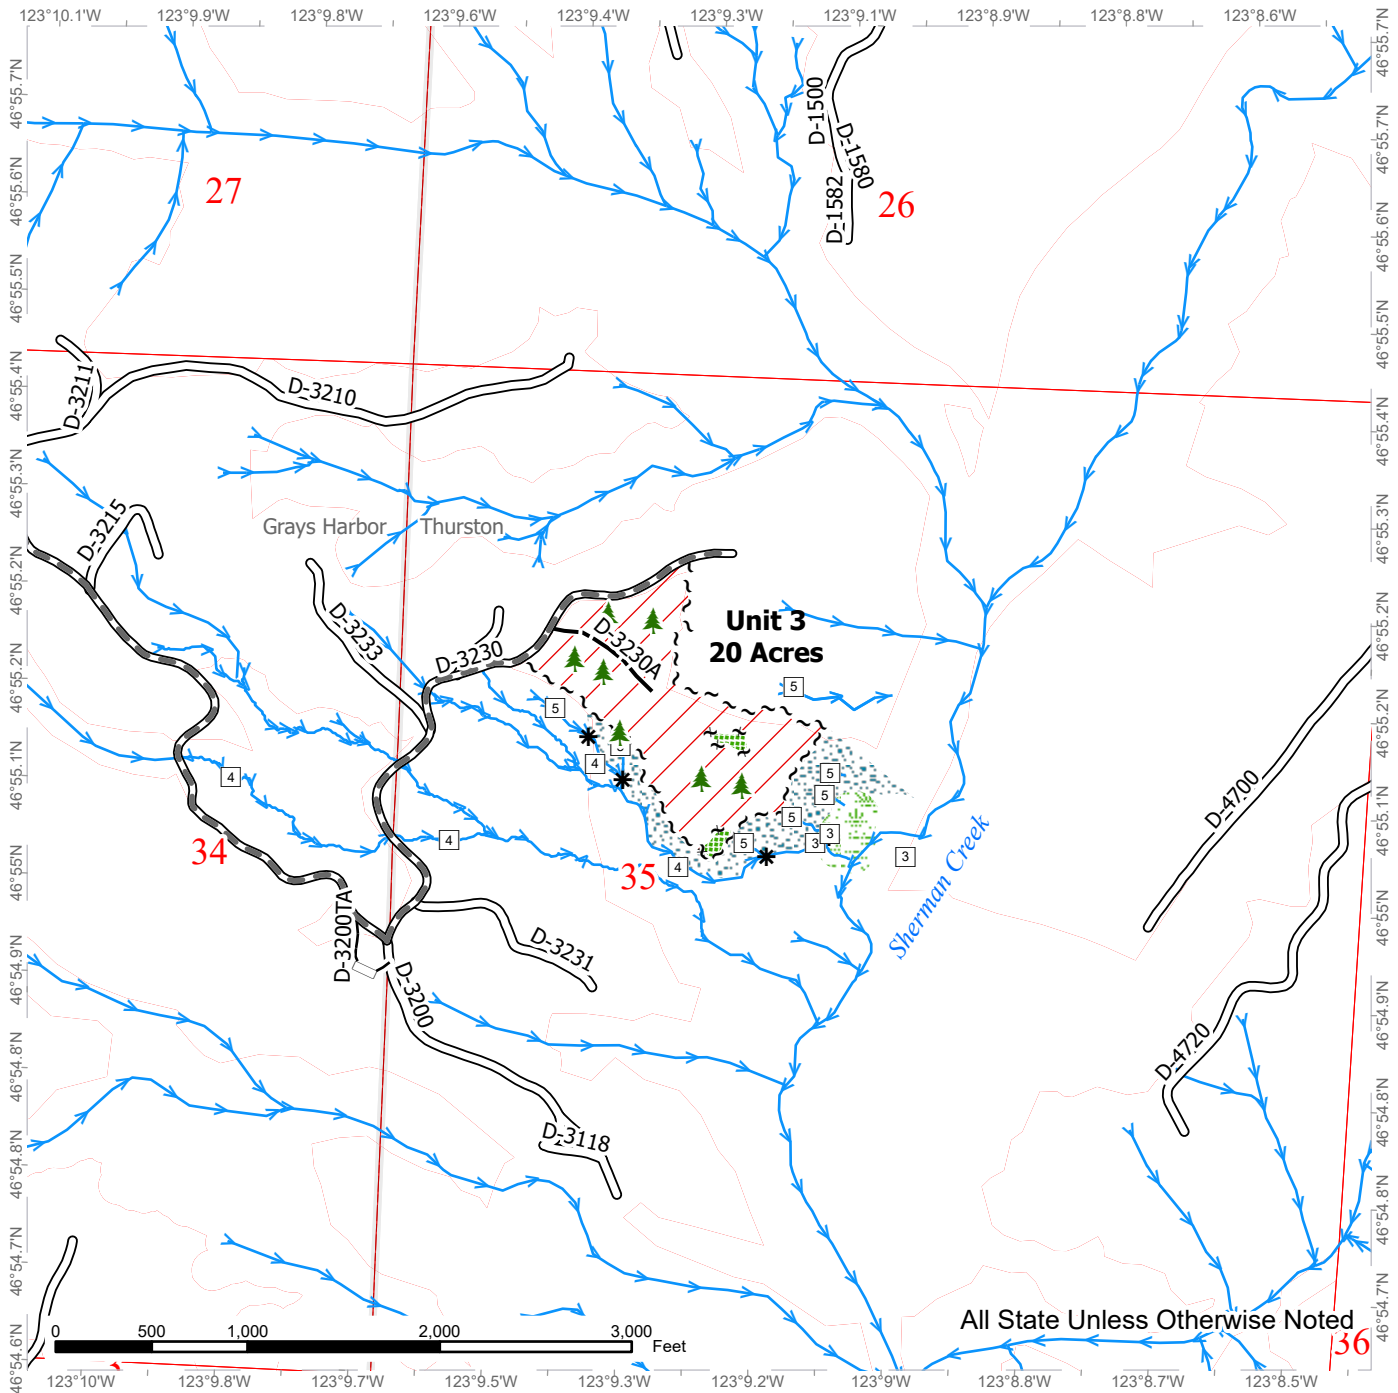 123°10.1'W 123°9.9'W 123°9.6'W 123°9.4'W 123°9.3'W 123°9.1'W 123°8.9'W 123°8.8'W 123°8.6'W
46°55.7'N
46°55.6'N
46°55.5'N
46°55.4'N
46°55.3'N
46°55.2'N
46°55.2'N
46°55.1'N
46°55'N
46°54.9'N
46°54.8'N
46°54.8'N
46°54.7'N
46°54.6'N
46°55.7'N
46°55.7'N
46°55.6'N
46°55.5'N
46°55.4'N
46°55.3'N
46°55.2'N
46°55.2'N
46°55.1'N
46°55'N
46°54.9'N
46°54.8'N
46°54.8'N
46°54.7'N
27
26
D-1500
D-1580
D-1582
D-3211
D-3210
D-3215
Grays Harbor
Thurston
D-3233
D-3230
D-3230A
Unit 3
20 Acres
5
5
4
5
5
4
5
4
5
3
3
3
4
34
35
Sherman Creek
D-4700
D-3200TA
D-3231
D-3200
D-4720
D-3118
All State Unless Otherwise Noted
36
0 500 1,000 2,000 3,000
Feet
123°10'W 123°9.9'W 123°9.7'W 123°9.5'W 123°9.3'W 123°9.2'W 123°9'W 123°8.8'W 123°8.7'W 123°8.5'W